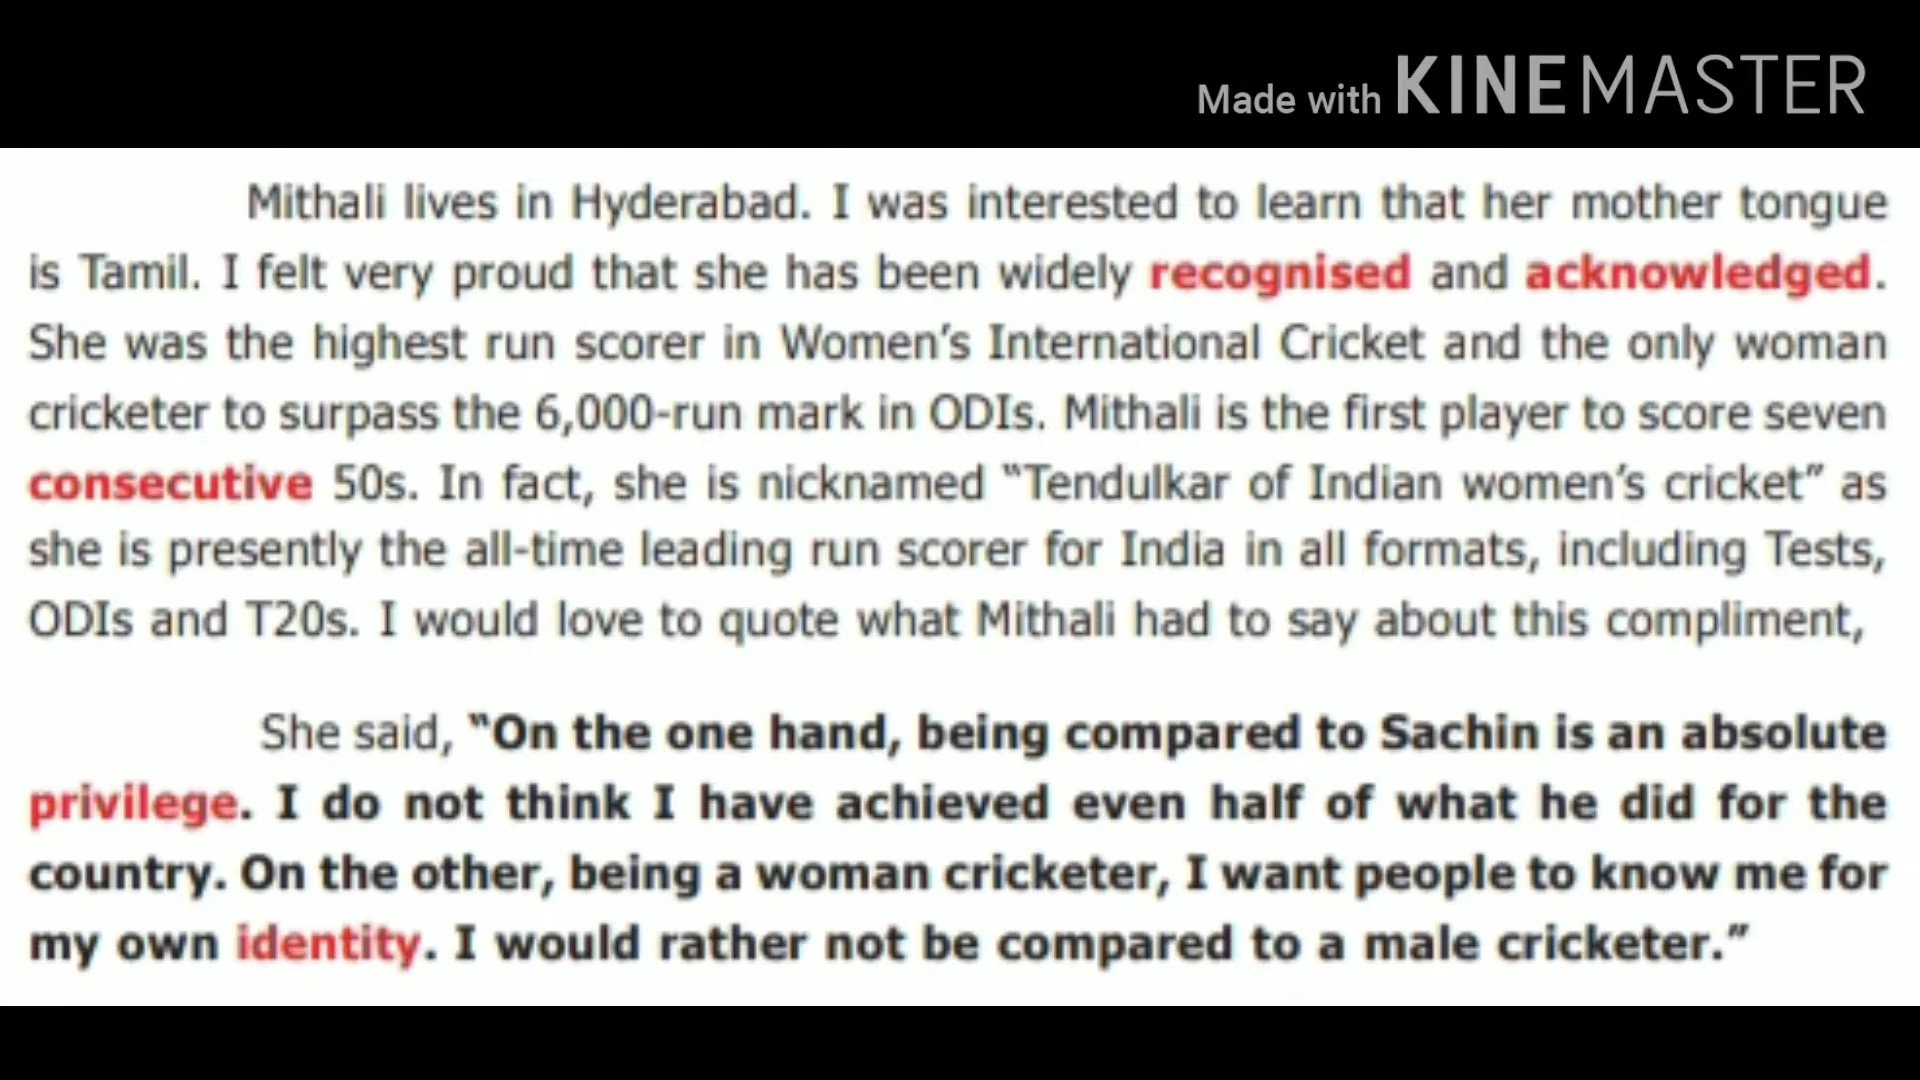 Made with KINEMASTER
Mithali lives in Hyderabad. I was interested to learn that her mother tongue
is Tamil. I felt very proud that she has been widely recognised and acknowledged.
She was the highest run scorer in Women's International Cricket and the only woman
cricketer to surpass the 6,000-run mark in ODIs. Mithali is the first player to score seven
consecutive 50s. In fact, she is nicknamed “Tendulkar of Indian women's cricket” as
she is presently the all-time leading run scorer for India in all formats, including Tests,
ODIs and T20s. I would love to quote what Mithali had to say about this compliment,
She said, “On the one hand, being compared to Sachin is an absolute
privilege. I do not think I have achieved even half of what he did for the
country. On the other, being a woman cricketer, I want people to know me for
my own identity. I would rather not be compared to a male cricketer.”